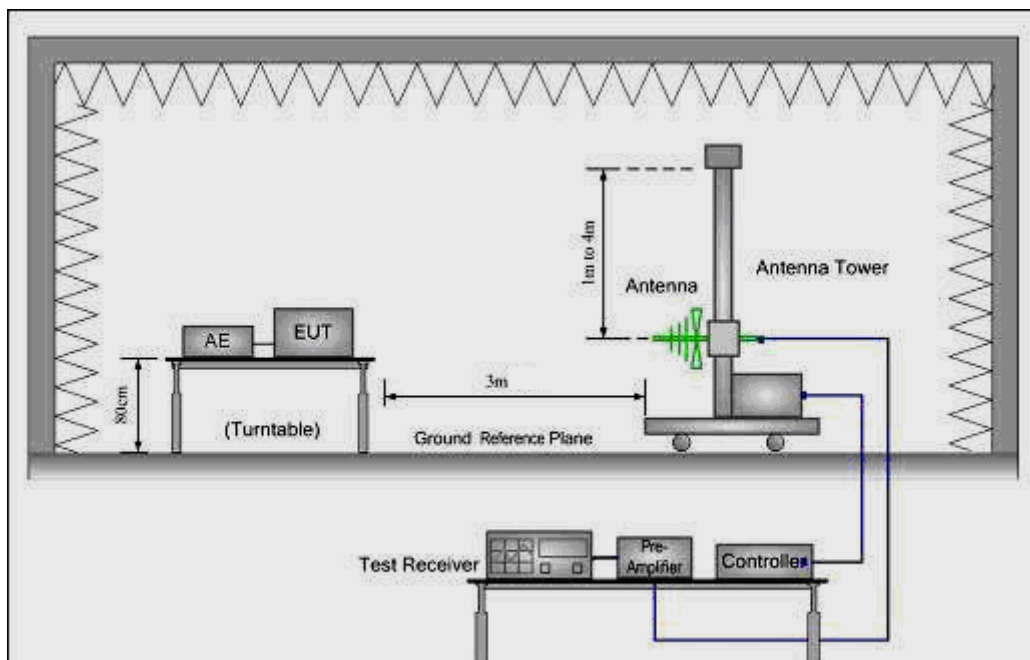 1m to 4m
Antenna
Antenna Tower
AE
EUT
80cm
3m
(Turntable)
Ground Reference Plane
Test Receiver
Pre-
Amplifier
Controller